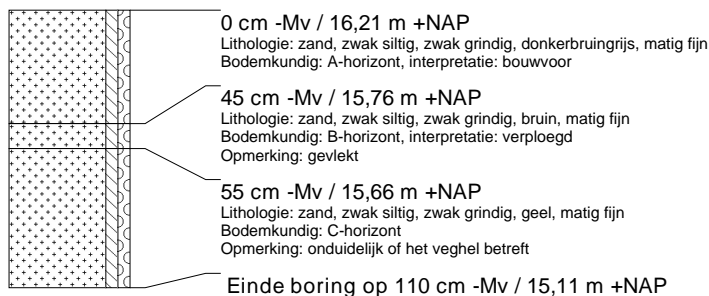 0 cm -Mv / 16,21 m +NAP
Lithologie: zand, zwak siltig, zwak grindig, donkerbruingrijs, matig fijn
Bodemkundig: A-horizont, interpretatie: bouwvoor
45 cm -Mv / 15,76 m +NAP
Lithologie: zand, zwak siltig, zwak grindig, bruin, matig fijn
Bodemkundig: B-horizont, interpretatie: verploegd
Opmerking: gevlekt
55 cm -Mv / 15,66 m +NAP
Lithologie: zand, zwak siltig, zwak grindig, geel, matig fijn
Bodemkundig: C-horizont
Opmerking: onduidelijk of het veghel betreft
Einde boring op 110 cm -Mv / 15,11 m +NAP